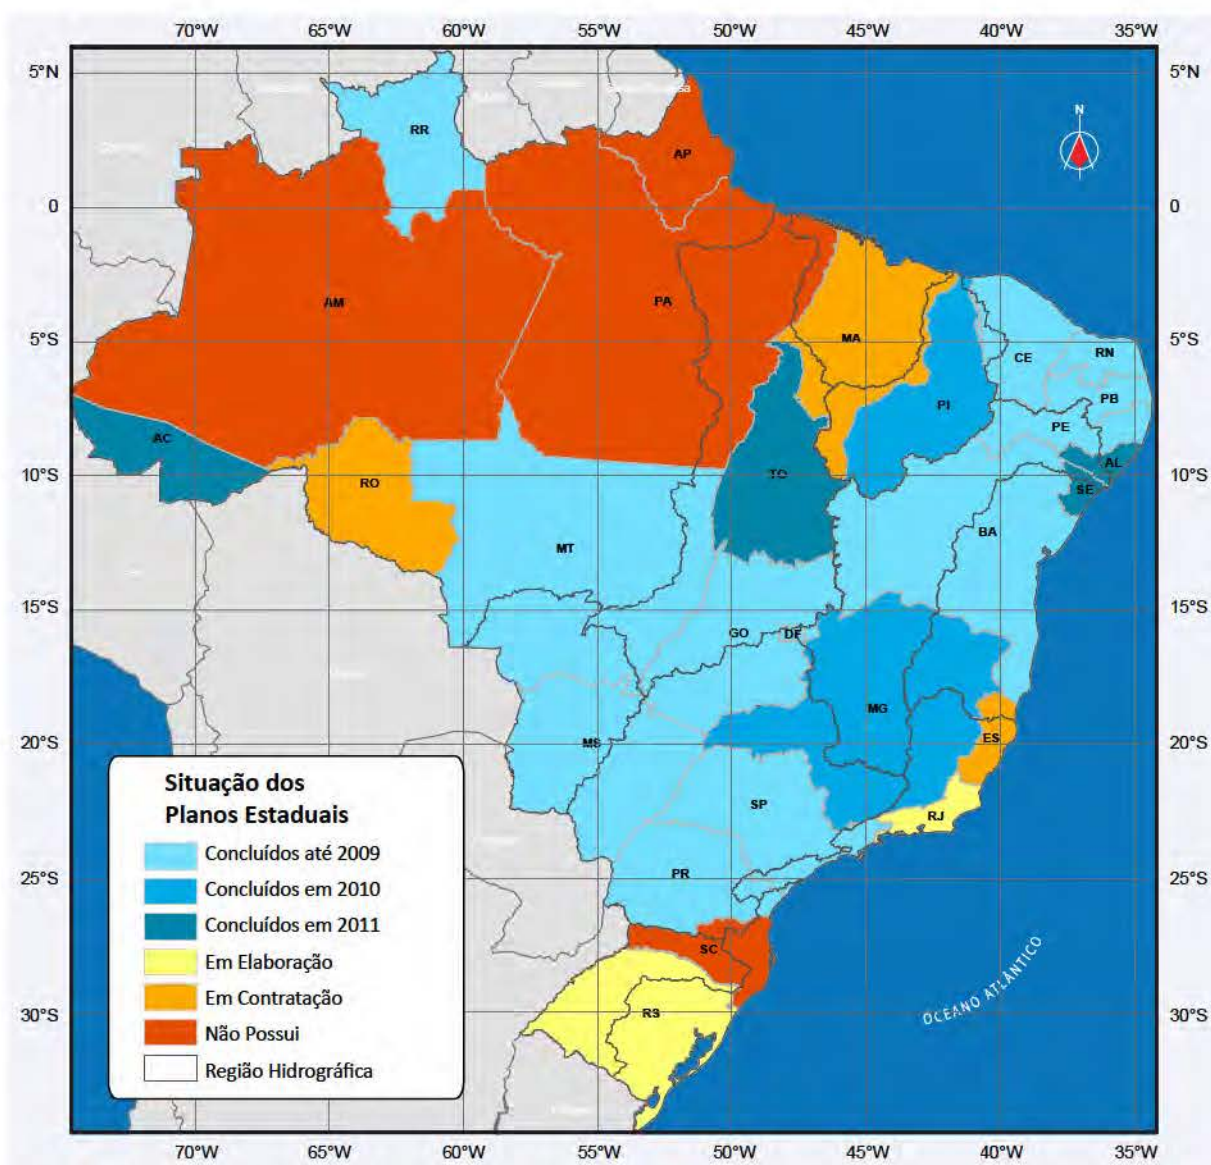 70°W 65°W 60°W 55°W 50°W 45°W 40°W 35°W
5°N 5°N
N
RR
AP
0 0
AM PA
MA
5°S 5°S
CE RN
PI PB
PE
AC
AL
10°S RO TO 10°S
SE
BA
MT
15°S 15°S
GO DF
MG
ES
20°S MS 20°S
SP
RJ
PR
25°S 25°S
SC
RS
30°S 30°S
OCEANO ATLÂNTICO
Situação dos
Planos Estaduais
Concluídos até 2009
Concluídos em 2010
Concluídos em 2011
Em Elaboração
Em Contratação
Não Possui
Região Hidrográfica
70°W 65°W 60°W 55°W 50°W 45°W 40°W 35°W